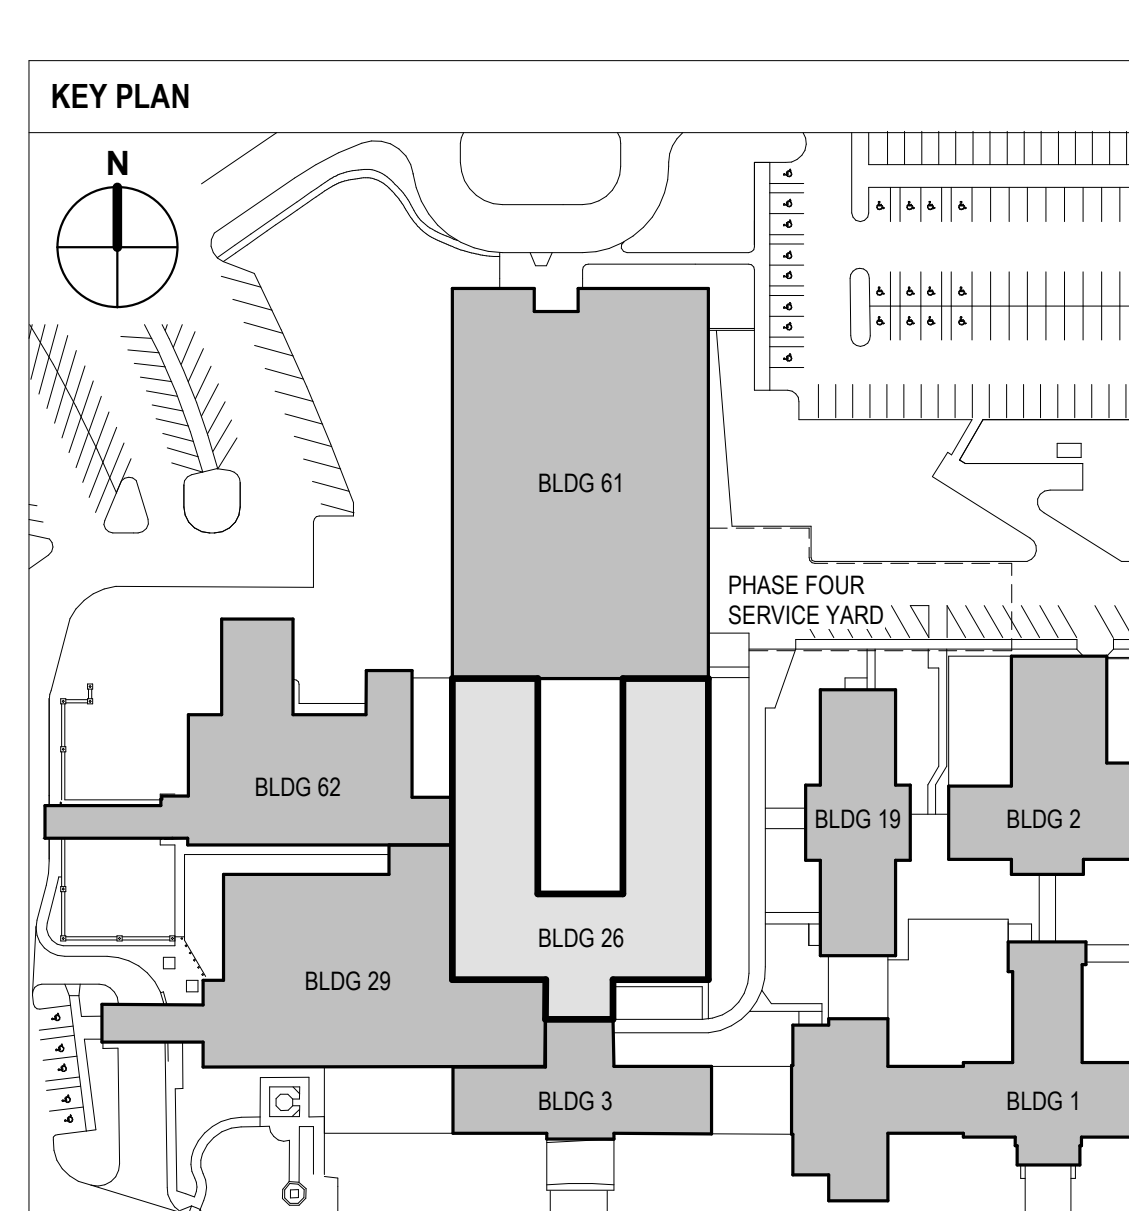 KEY PLAN
N
BLDG 61
PHASE FOUR
SERVICE YARD
BLDG 62
BLDG 19
BLDG 2
BLDG 26
BLDG 29
BLDG 3
BLDG 1